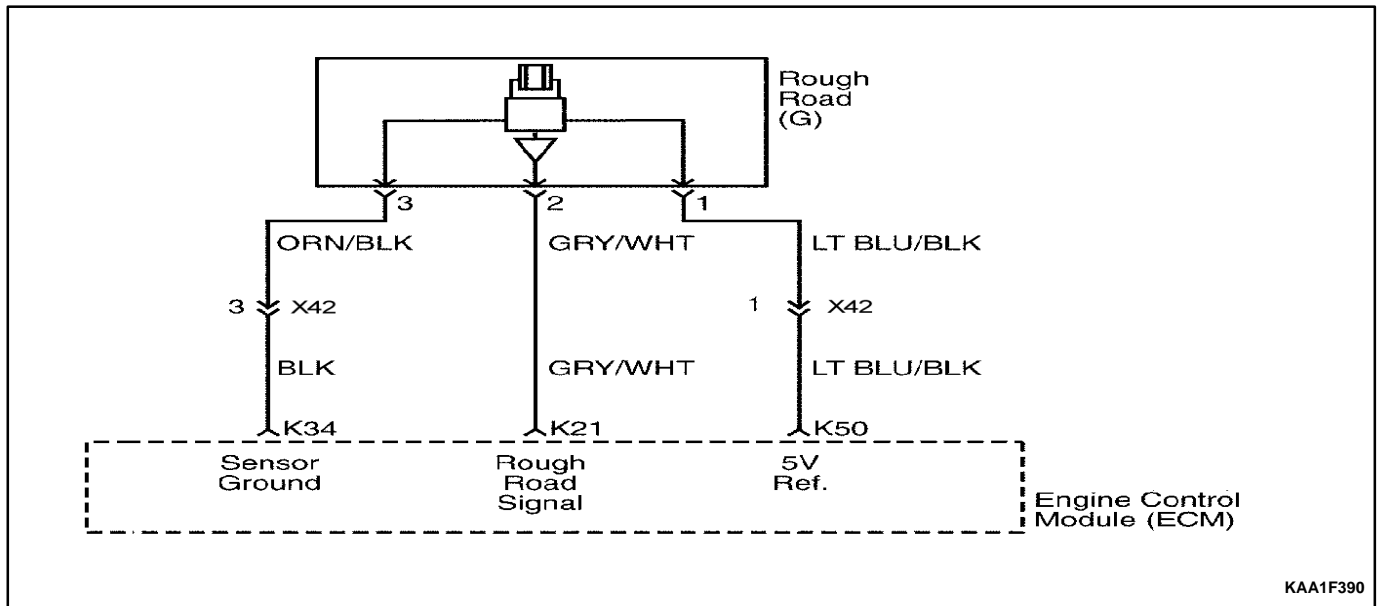 Rough
Road
(G)
3
2
1
ORN/BLK
GRY/WHT
LT BLU/BLK
3
X42
1
X42
BLK
GRY/WHT
LT BLU/BLK
K34
K21
K50
Sensor
Ground
Rough
Road
Signal
5V
Ref.
Engine Control
Module (ECM)
KAA1F390